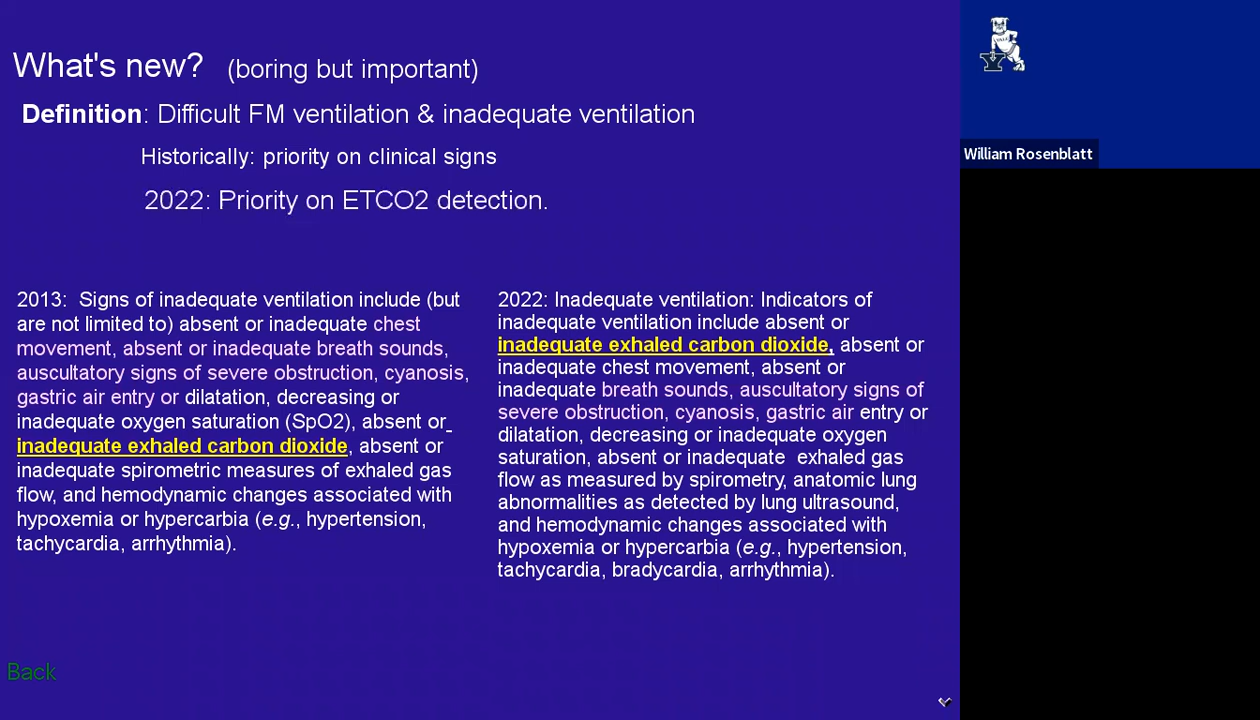 What's new? (boring but important)
Definition: Difficult FM ventilation & inadequate ventilation
Historically: priority on clinical signs
2022: Priority on ETCO2 detection.
2013: Signs of inadequate ventilation include (but
are not limited to) absent or inadequate chest
movement, absent or inadequate breath sounds,
auscultatory signs of severe obstruction, cyanosis,
gastric air entry or dilatation, decreasing or
inadequate oxygen saturation (SpO2), absent or
inadequate exhaled carbon dioxide, absent or
inadequate spirometric measures of exhaled gas
flow, and hemodynamic changes associated with
hypoxemia or hypercarbia (e.g., hypertension,
tachycardia, arrhythmia).
2022: Inadequate ventilation: Indicators of
inadequate ventilation include absent or
inadequate exhaled carbon dioxide, absent or
inadequate chest movement, absent or
inadequate breath sounds, auscultatory signs of
severe obstruction, cyanosis, gastric air entry or
dilatation, decreasing or inadequate oxygen
saturation, absent or inadequate exhaled gas
flow as measured by spirometry, anatomic lung
abnormalities as detected by lung ultrasound,
and hemodynamic changes associated with
hypoxemia or hypercarbia (e.g., hypertension,
tachycardia, bradycardia, arrhythmia).
Back
YALE
Y
William Rosenblatt